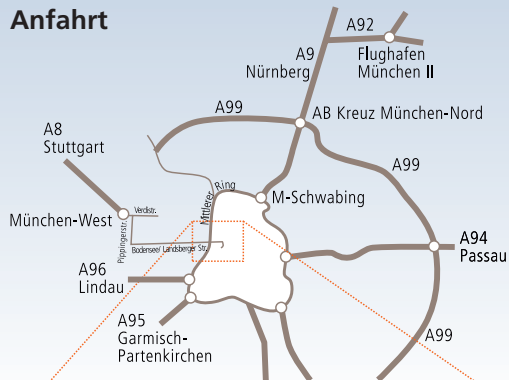 Anfahrt
A92
A9
Nürnberg
Flughafen
München II
A99
AB Kreuz München-Nord
A8
Stuttgart
A99
Mittlerer Ring
M-Schwabing
Verdistr.
München-West
Pippingerstr.
Bodensee/ Landsberger Str.
A94
Passau
A96
Lindau
A95
Garmisch-
Partenkirchen
A99